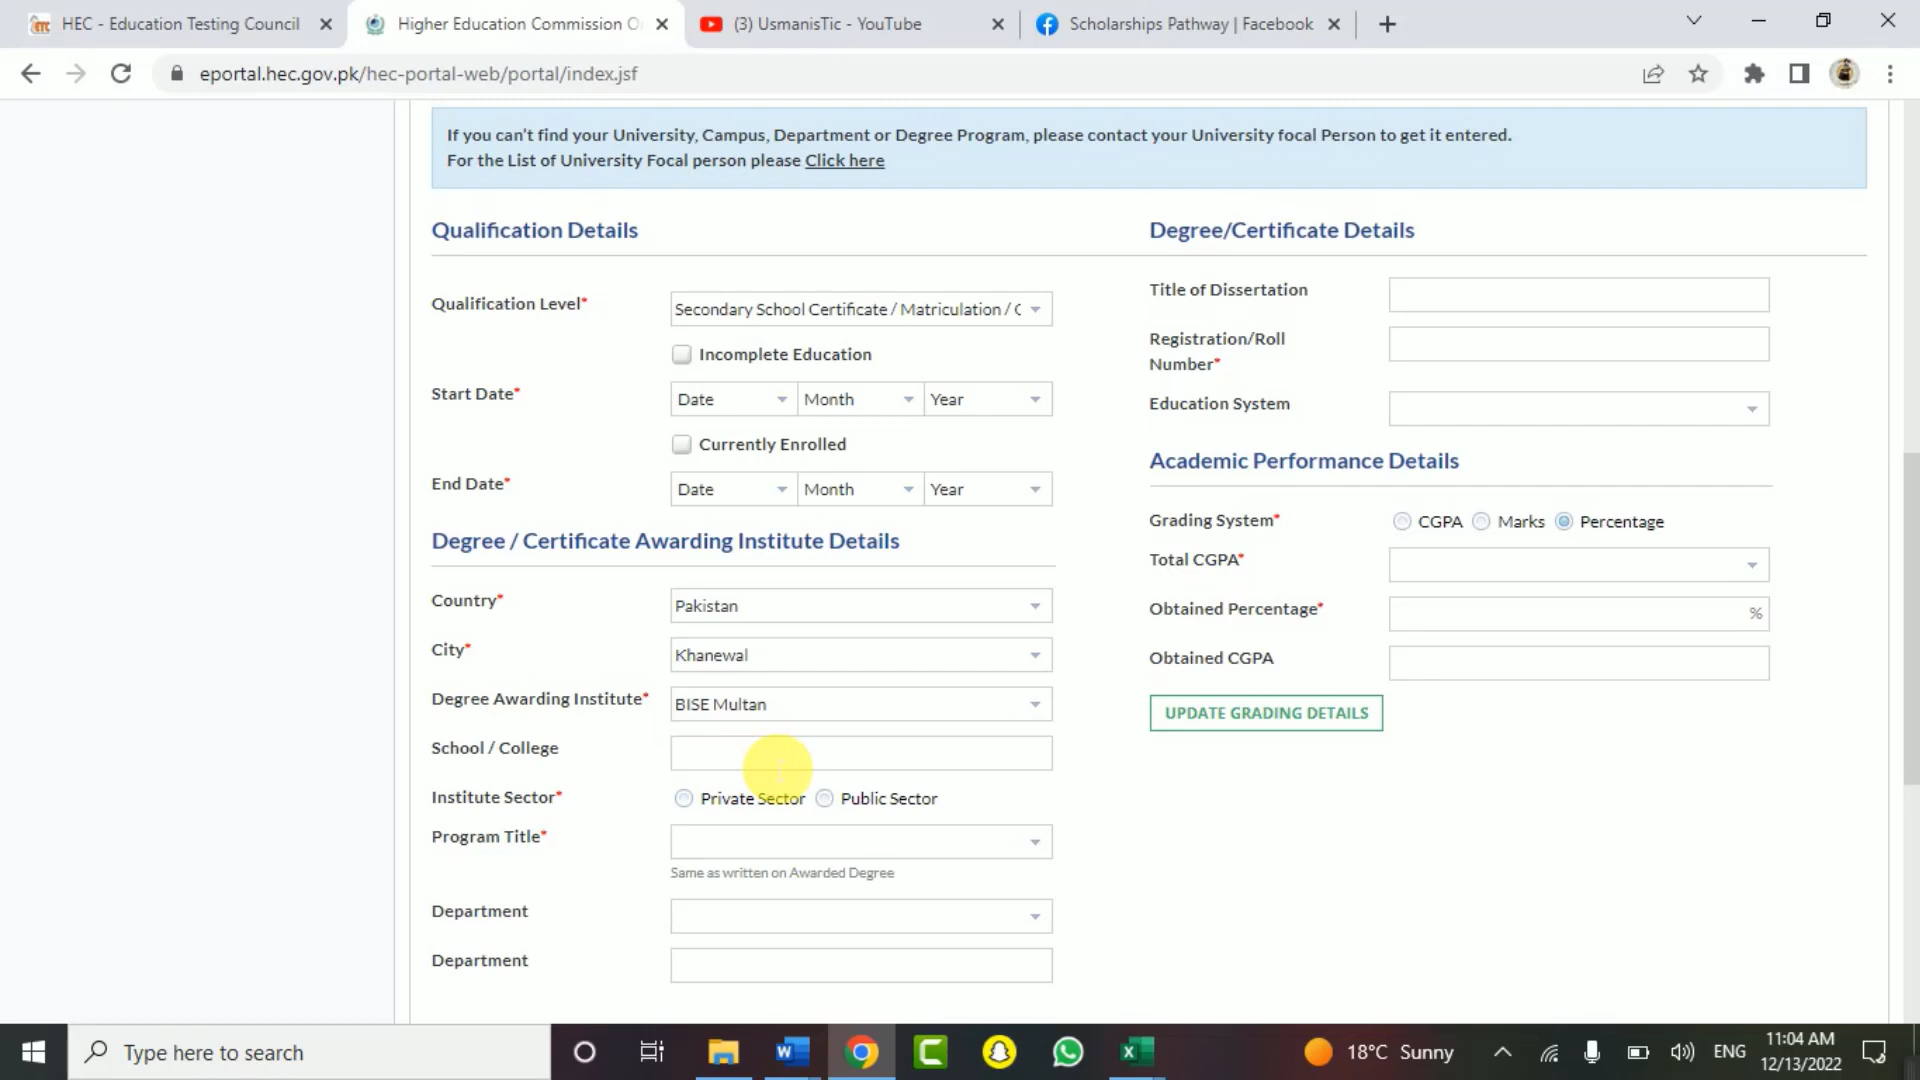 HEC - Education Testing Council
Higher Education Commission O
(3) UsmanisTic - YouTube
Scholarships Pathway | Facebook
eportal.hec.gov.pk/hec-portal-web/portal/index.jsf
If you can't find your University, Campus, Department or Degree Program, please contact your University focal Person to get it entered.
For the List of University Focal person please Click here
Qualification Details
Qualification Level*
Secondary School Certificate / Matriculation / O
Incomplete Education
Start Date*
Date Month Year
Currently Enrolled
End Date*
Date Month Year
Degree / Certificate Awarding Institute Details
Country*
Pakistan
City*
Khanewal
Degree Awarding Institute*
BISE Multan
School / College
Institute Sector*
Private Sector Public Sector
Program Title*
Same as written on Awarded Degree
Department
Department
Degree/Certificate Details
Title of Dissertation
Registration/Roll
Number*
Education System
Academic Performance Details
Grading System*
CGPA Marks Percentage
Total CGPA*
Obtained Percentage*
%
Obtained CGPA
UPDATE GRADING DETAILS
Type here to search
18°C Sunny
ENG
11:04 AM
12/13/2022